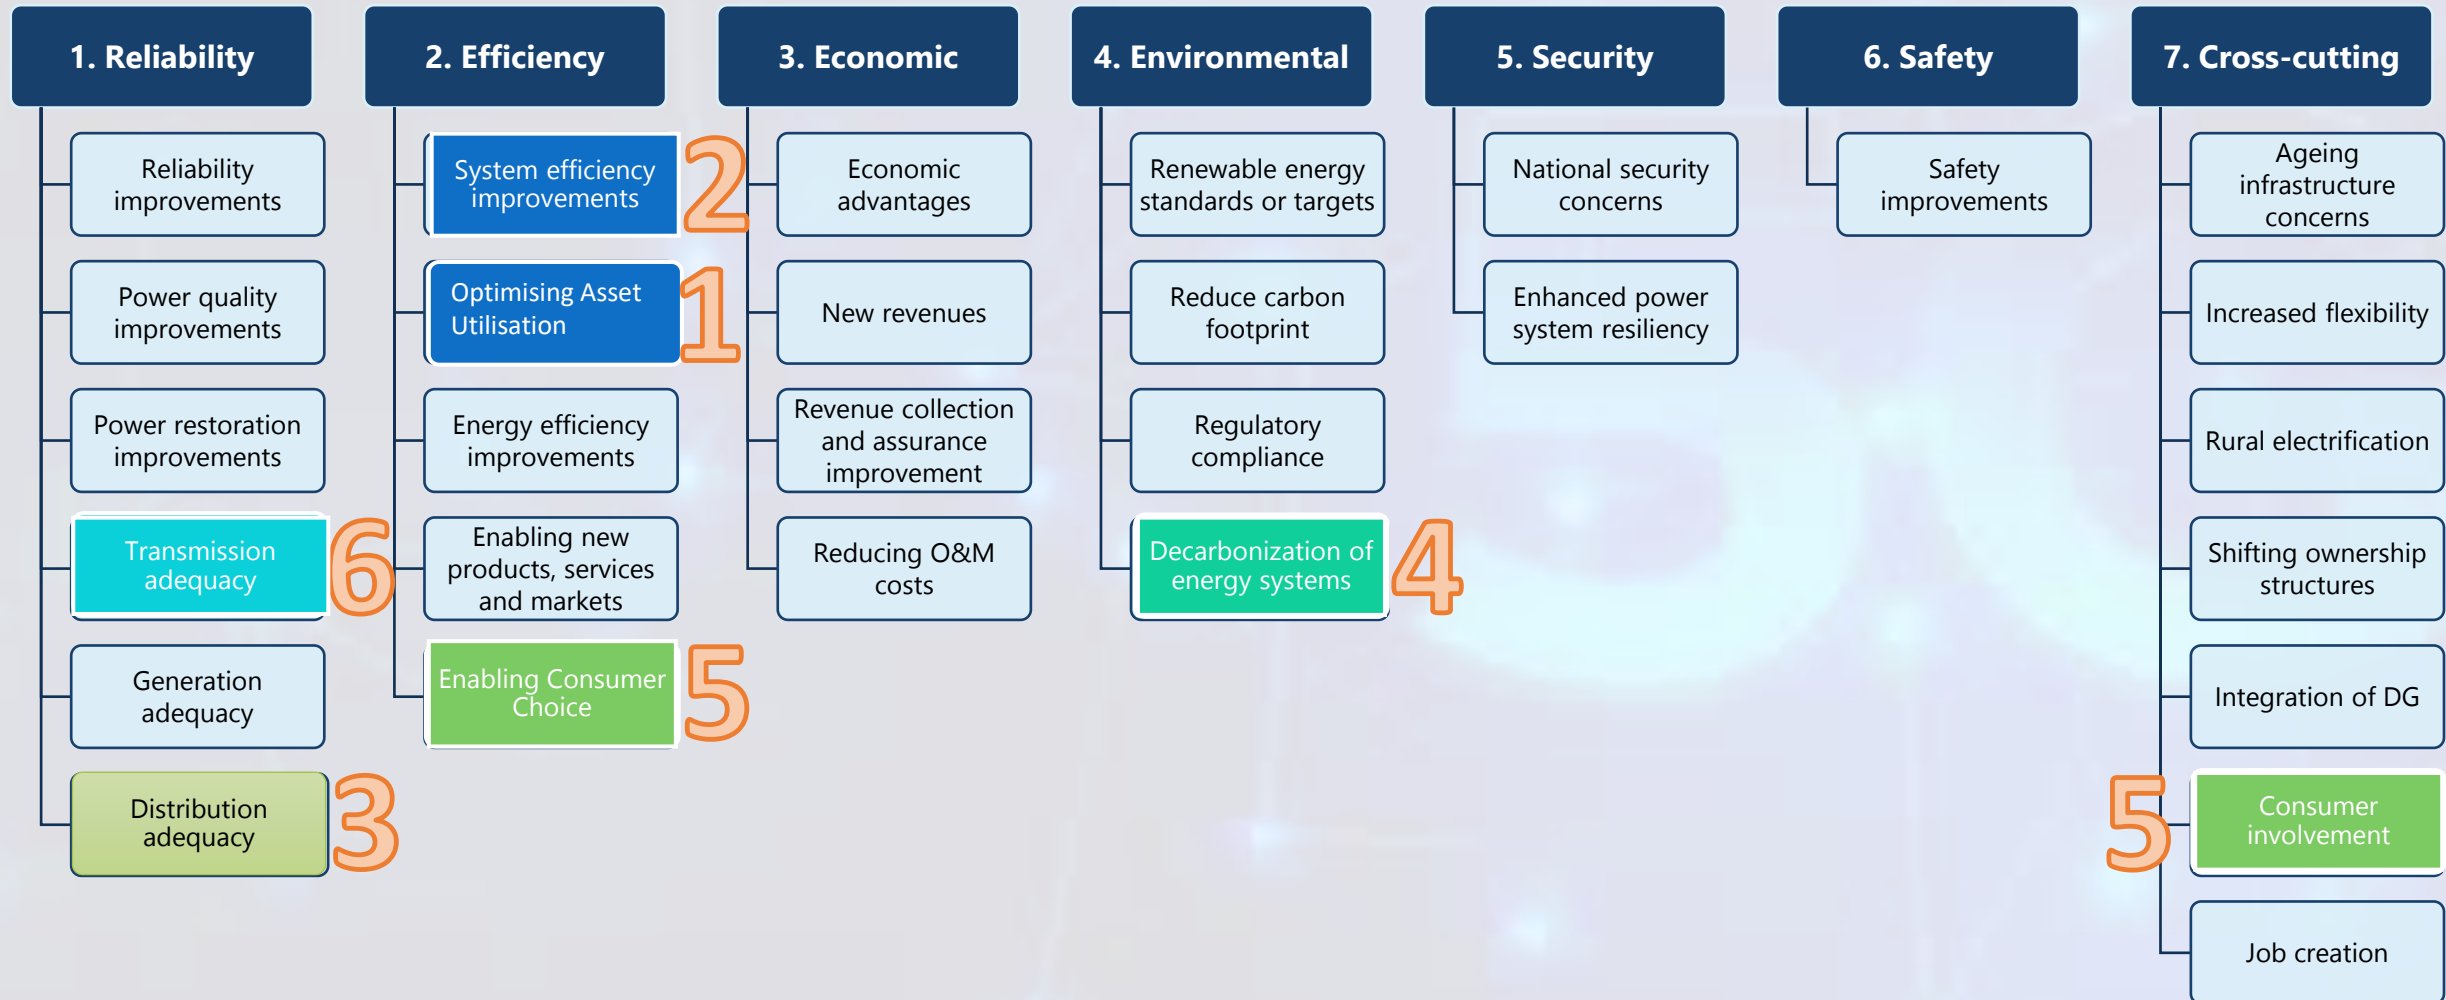 1. Reliability
Reliability
improvements
Power quality
improvements
Power restoration
improvements
Transmission
adequacy
6
Generation
adequacy
Distribution
adequacy
3
2. Efficiency
System efficiency
improvements
2
Optimising Asset
Utilisation
1
Energy efficiency
improvements
Enabling new
products, services
and markets
Enabling Consumer
Choice
5
3. Economic
Economic
advantages
New revenues
Revenue collection
and assurance
improvement
Reducing O&M
costs
4. Environmental
Renewable energy
standards or targets
Reduce carbon
footprint
Regulatory
compliance
Decarbonization of
energy systems
4
5. Security
National security
concerns
Enhanced power
system resiliency
6. Safety
Safety
improvements
7. Cross-cutting
Ageing
infrastructure
concerns
Increased flexibility
Rural electrification
Shifting ownership
structures
Integration of DG
5
Consumer
involvement
Job creation